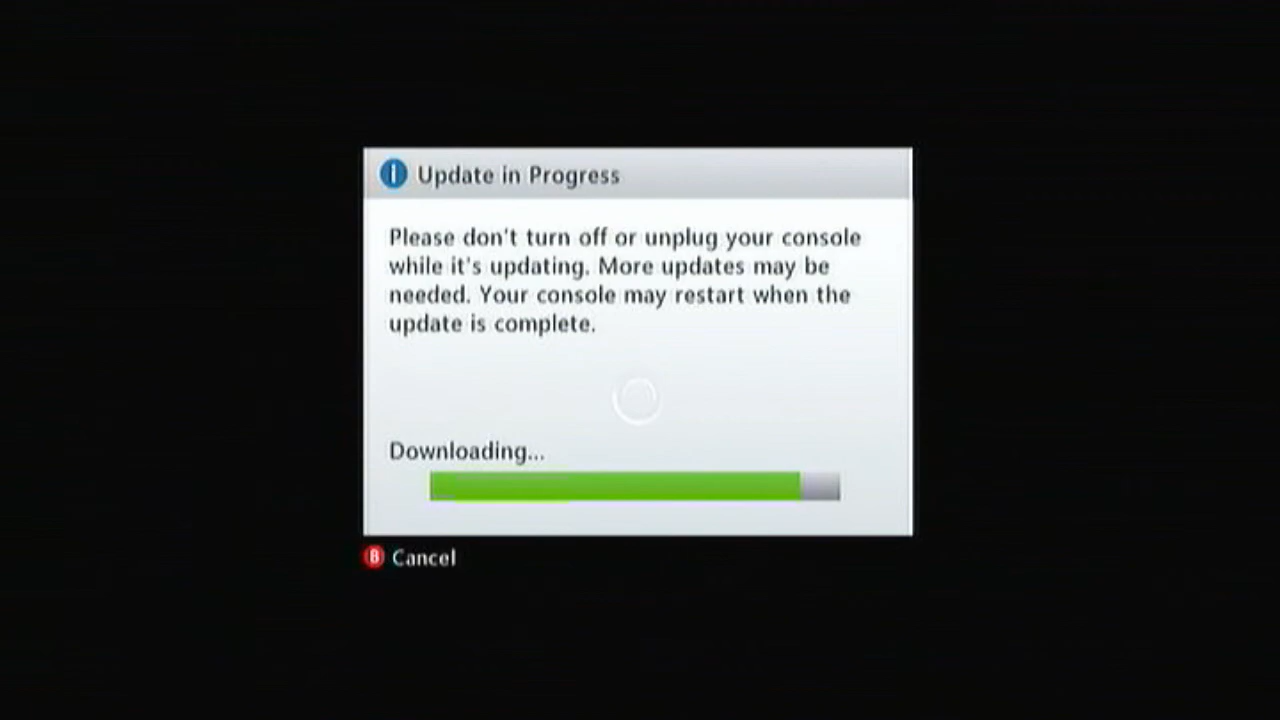 Update in Progress
Please don't turn off or unplug your console
while it's updating. More updates may be
needed. Your console may restart when the
update is complete.
Downloading...
B Cancel